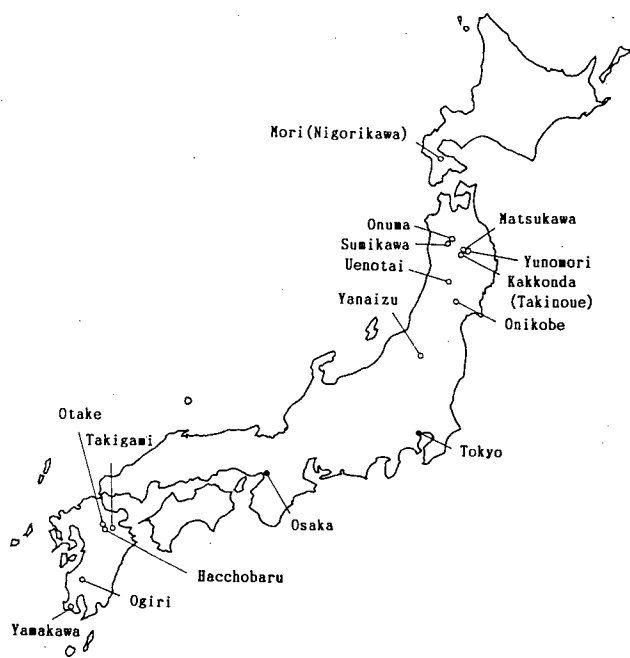 Mori(Nigorikawa)
Onuma
Matsukawa
Sumikawa
Yunomori
Uenotai
Kakkonda
(Takinoue)
Yanaizu
Onikobe
Otake
Takigami
Tokyo
Osaka
Hacchobaru
Ogiri
Yamakawa